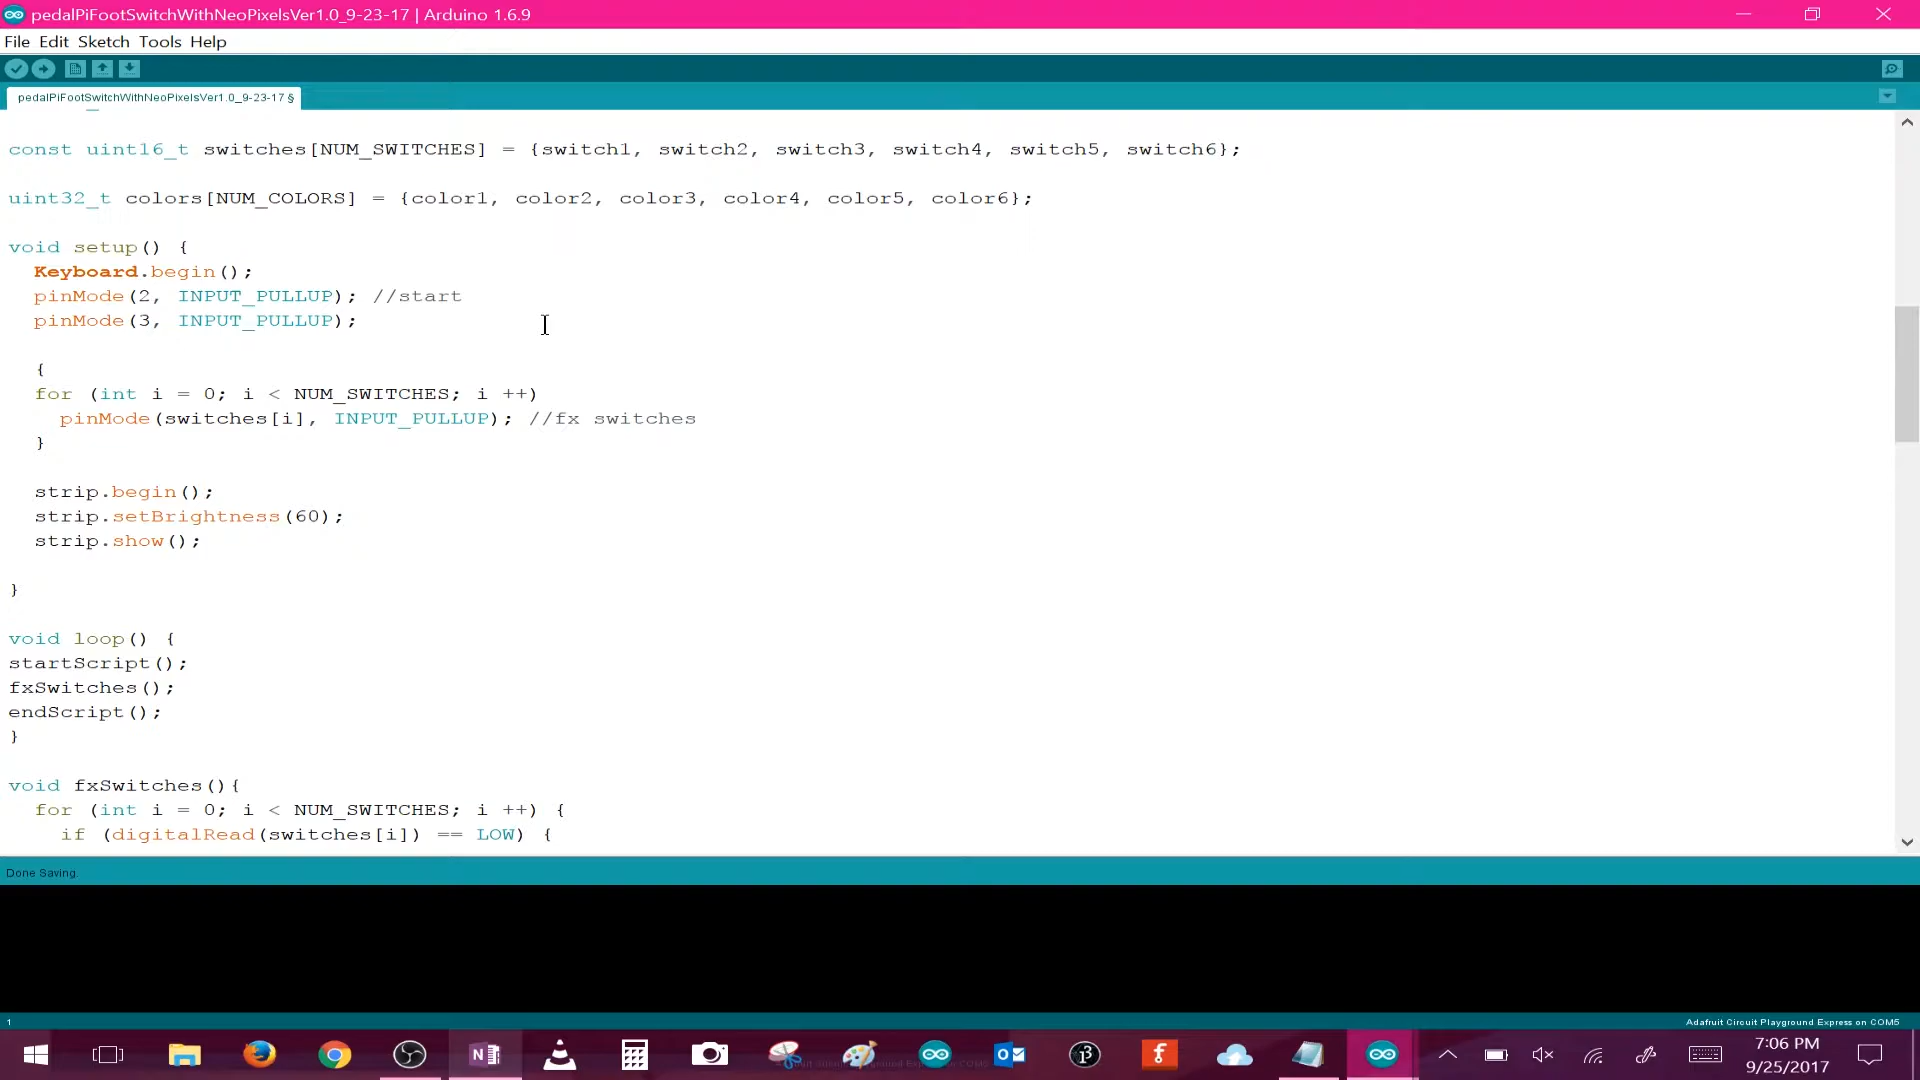 pedalPiFootSwitchWithNeoPixelsVer1.0_9-23-17 | Arduino 1.6.9
File Edit Sketch Tools Help
pedalPiFootSwitchWithNeoPixelsVer1.0_9-23-17 §
const uint16_t switches[NUM_SWITCHES] = {switch1, switch2, switch3, switch4, switch5, switch6};
uint32_t colors[NUM_COLORS] = {color1, color2, color3, color4, color5, color6};
void setup() {
Keyboard.begin();
pinMode(2, INPUT_PULLUP); //start
pinMode(3, INPUT_PULLUP);
{
for (int i = 0; i < NUM_SWITCHES; i ++)
pinMode(switches[i], INPUT_PULLUP); //fx switches
}
strip.begin();
strip.setBrightness(60);
strip.show();
}
void loop() {
startScript();
fxSwitches();
endScript();
}
void fxSwitches(){
for (int i = 0; i < NUM_SWITCHES; i ++) {
if (digitalRead(switches[i]) == LOW) {
Done Saving.
1
Adafruit Circuit Playground Express on COM5
7:06 PM
9/25/2017